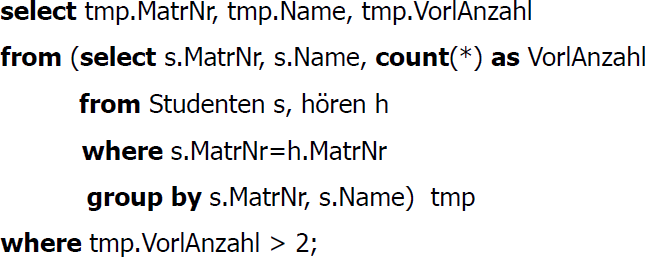 select tmp.MatrNr, tmp.Name, tmp.VorlAnzahl
from (select s.MatrNr, s.Name, count(*) as VorlAnzahl
from Studenten s, hören h
where s.MatrNr=h.MatrNr
group by s.MatrNr, s.Name) tmp
where tmp.VorlAnzahl > 2;